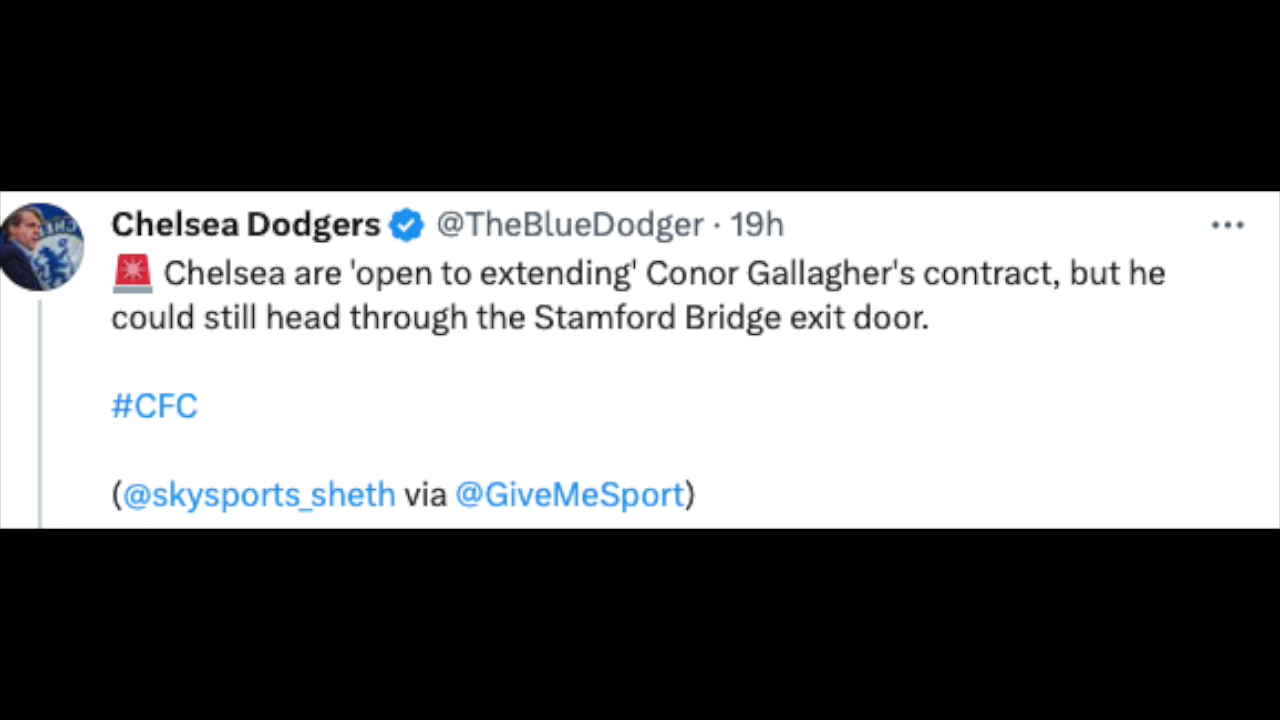 Chelsea Dodgers @TheBlueDodger · 19h
🚨 Chelsea are 'open to extending' Conor Gallagher's contract, but he
could still head through the Stamford Bridge exit door.
#CFC
(@skysports_sheth via @GiveMeSport)